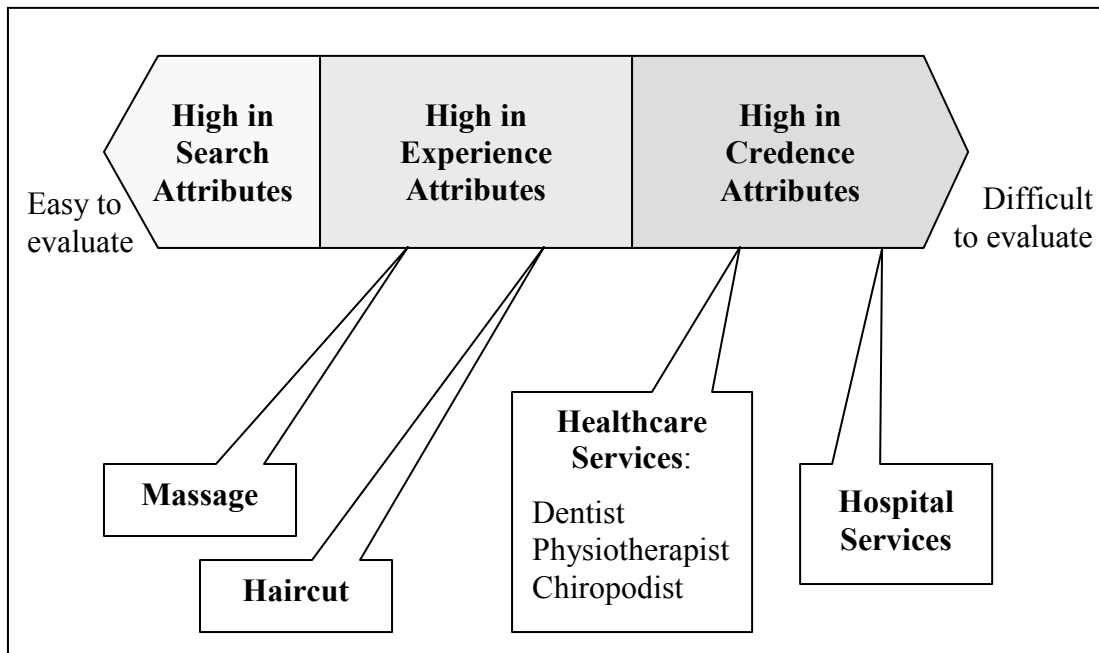 High in
Search
Attributes
High in
Experience
Attributes
High in
Credence
Attributes
Easy to
evaluate
Difficult
to evaluate
Massage
Haircut
Healthcare
Services:
Dentist
Physiotherapist
Chiropodist
Hospital
Services